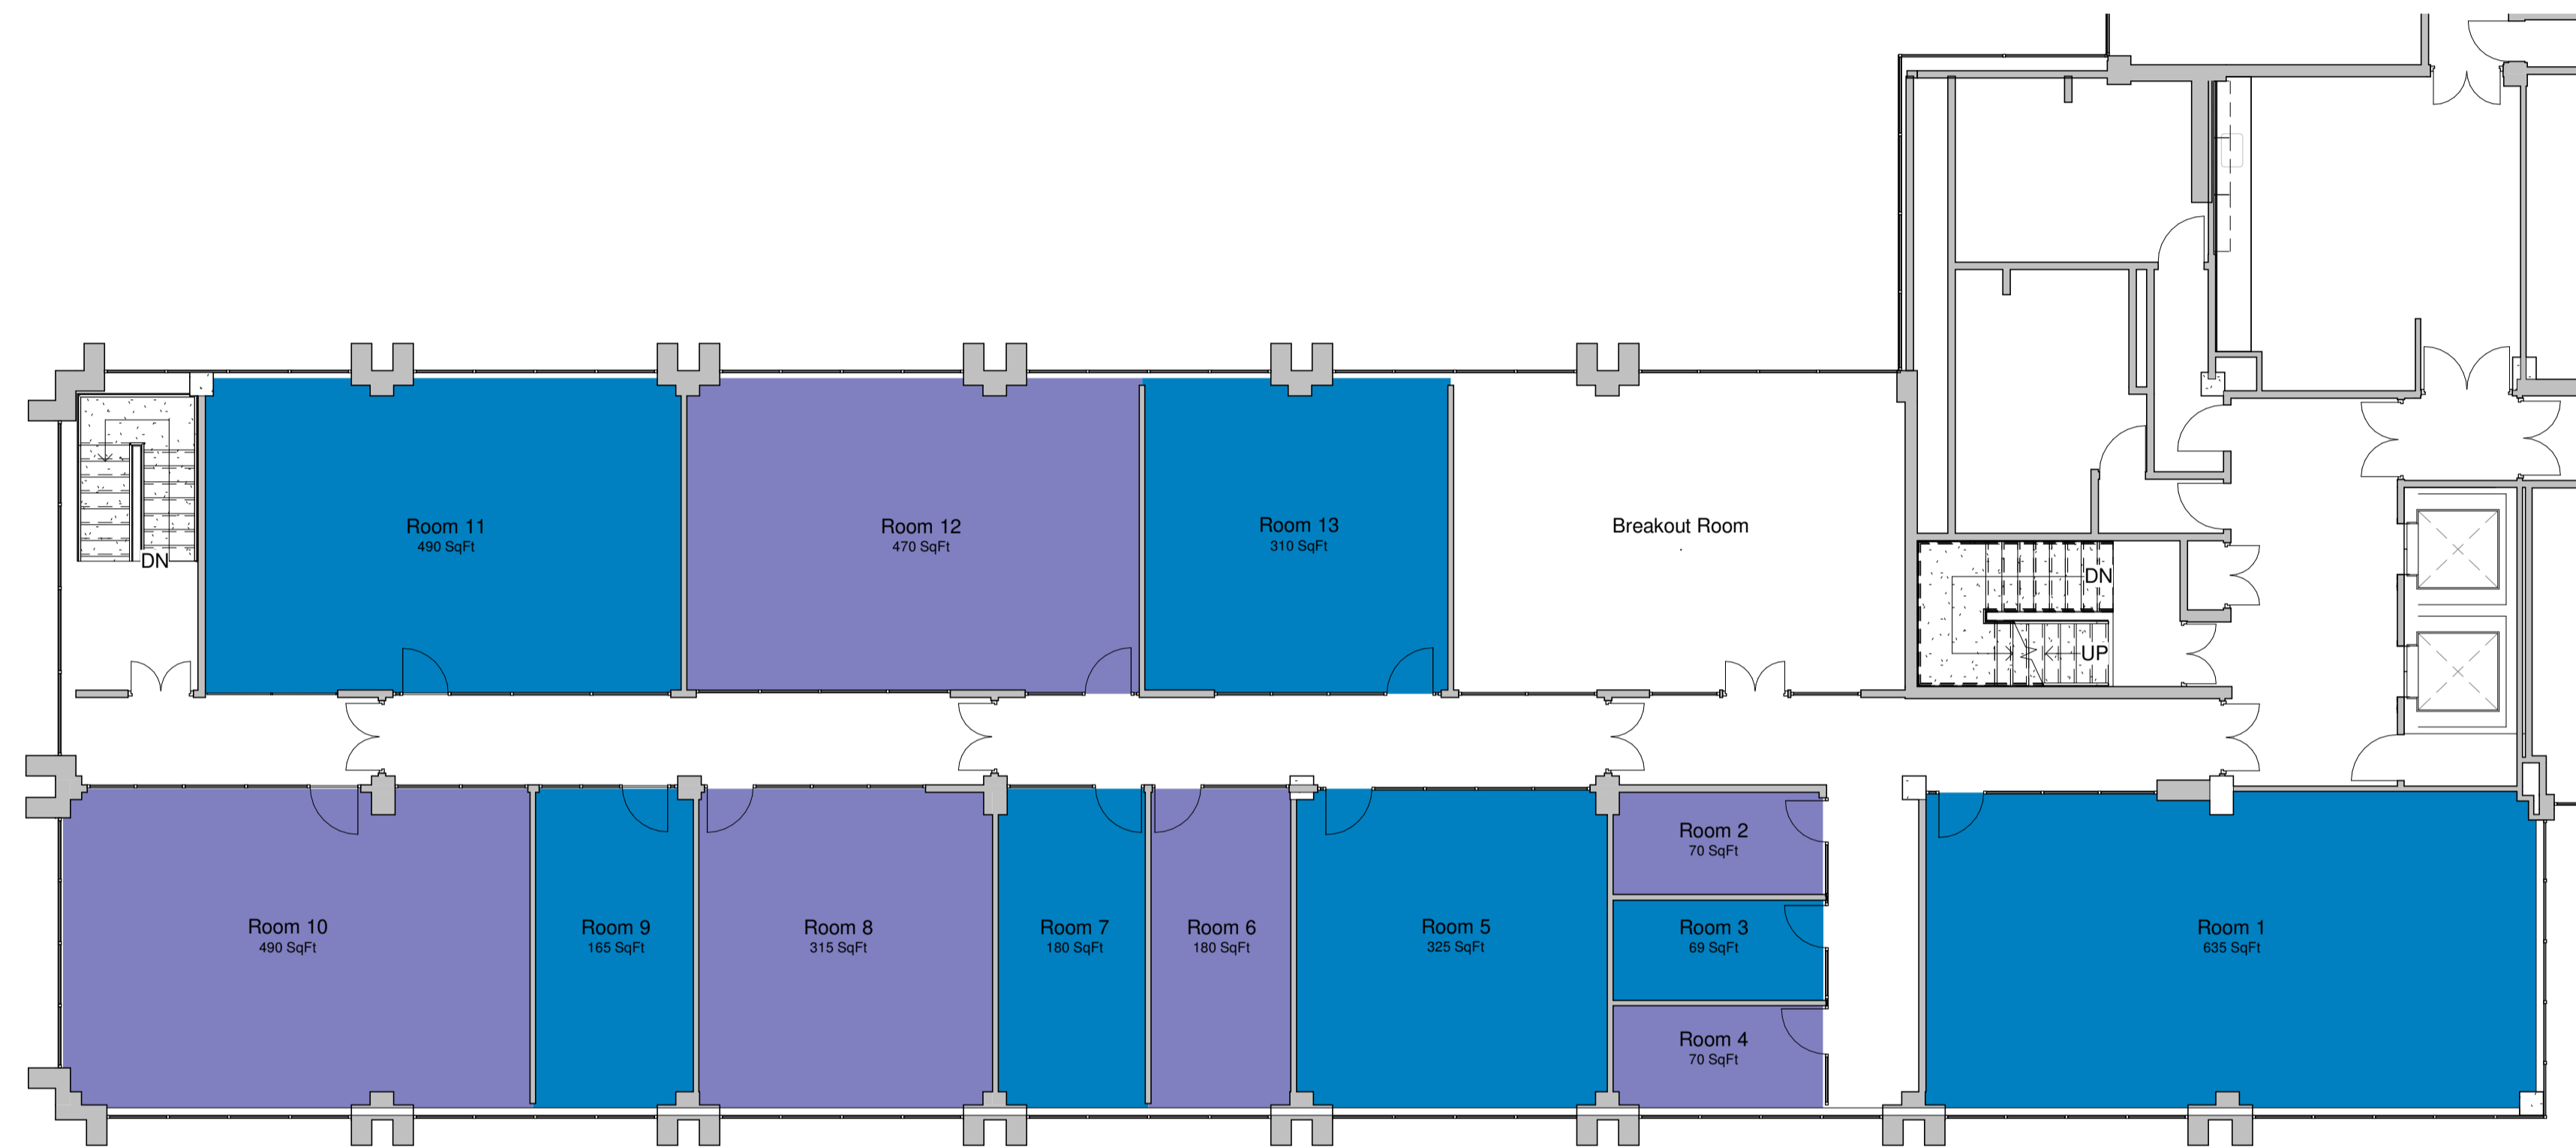 Room 11
490 SqFt
Room 12
470 SqFt
Room 13
310 SqFt
Breakout Room
.
DN
DN
UP
Room 2
70 SqFt
Room 10
490 SqFt
Room 9
165 SqFt
Room 8
315 SqFt
Room 7
180 SqFt
Room 6
180 SqFt
Room 5
325 SqFt
Room 3
69 SqFt
Room 1
635 SqFt
Room 4
70 SqFt